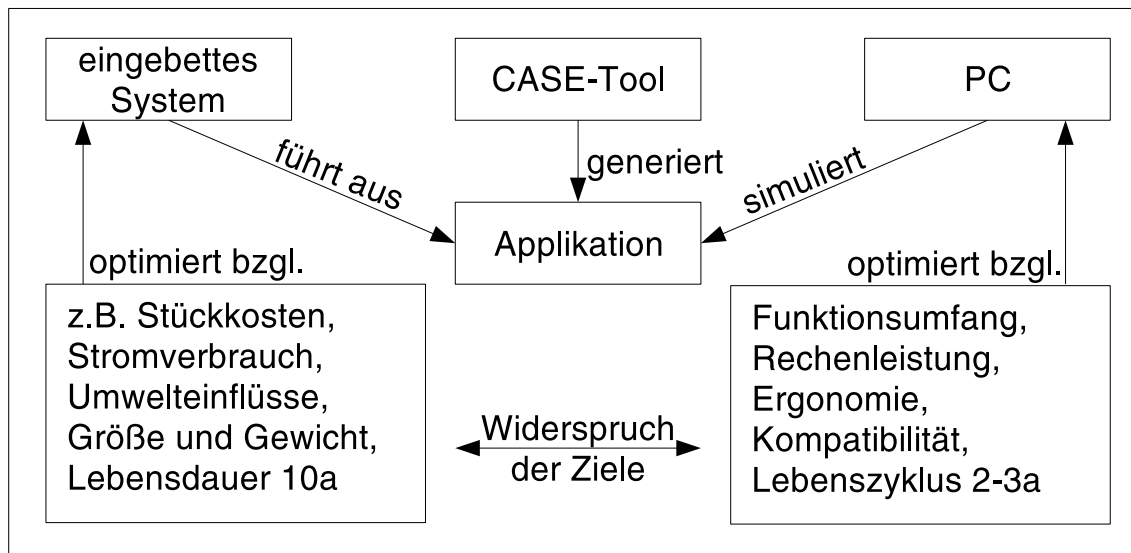 eingebettes
System
CASE-Tool
PC
führt aus
generiert
simuliert
Applikation
optimiert bzgl.
optimiert bzgl.
z.B. Stückkosten,
Stromverbrauch,
Umwelteinflüsse,
Größe und Gewicht,
Lebensdauer 10a
Widerspruch
der Ziele
Funktionsumfang,
Rechenleistung,
Ergonomie,
Kompatibilität,
Lebenszyklus 2-3a